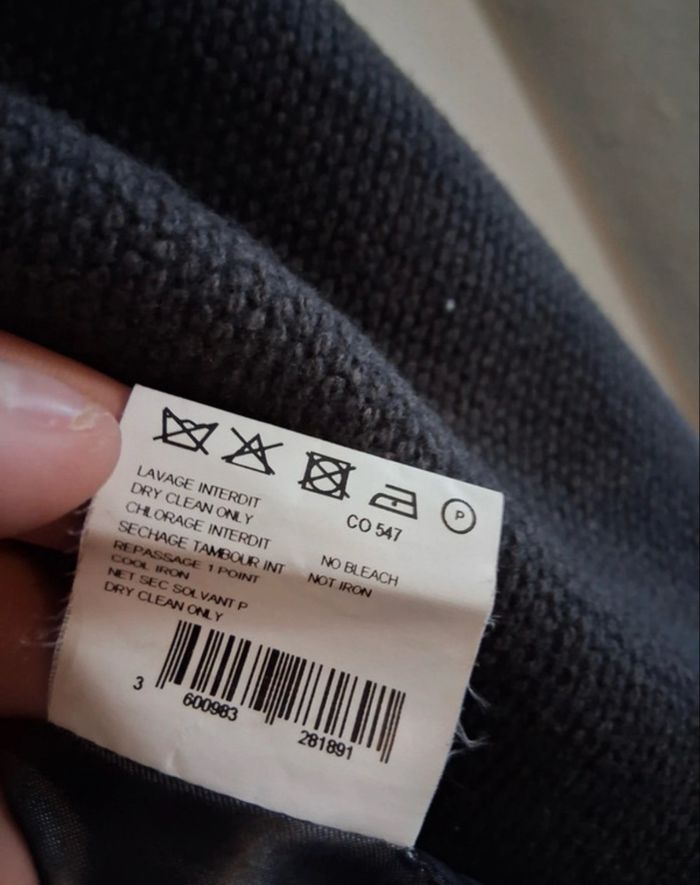 P
CO 547
LAVAGE INTERDIT
DRY CLEAN ONLY
CHLORAGE INTERDIT
SECHAGE TAMBOUR INT
NO BLEACH
REPASSAGE 1 POINT
NOT IRON
COOL IRON
NET SEC SOLVANT P
DRY CLEAN ONLY
3 600983 281891